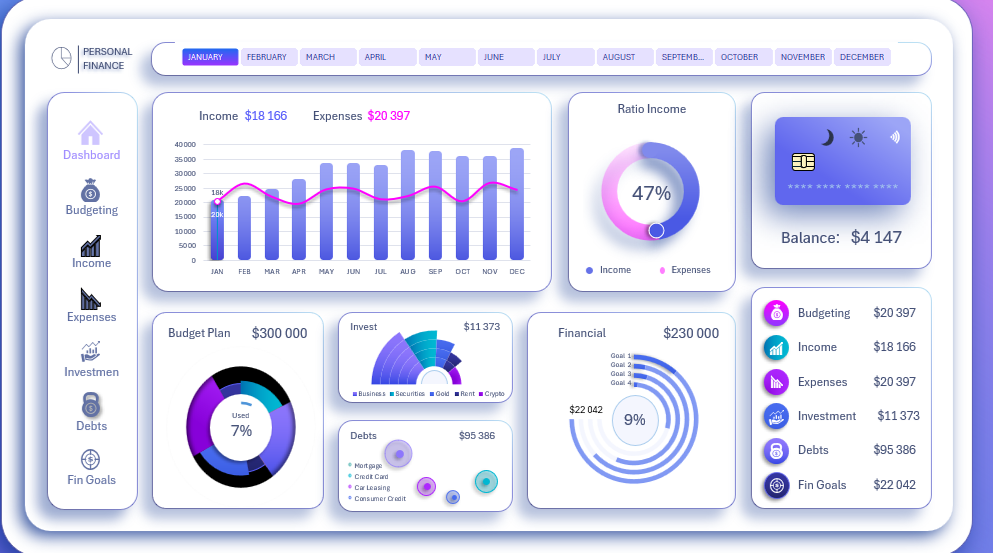 PERSONAL
FINANCE
JANUARY FEBRUARY MARCH APRIL MAY JUNE JULY AUGUST SEPTEMB... OCTOBER NOVEMBER DECEMBER
Dashboard
Budgeting
Income
Expenses
Investmen
Debts
Fin Goals
Income $18 166 Expenses $20 397
40000
35000
30000
25000
20000
15000
10000
5000
0
18k
20k
JAN FEB MAR APR MAY JUN JUL AUG SEP OCT NOV DEC
Ratio Income
47%
Income Expenses
**** **** **** ****
Balance: $4 147
Budget Plan $300 000
Used
7%
Invest $11 373
Business Securities Gold Rent Crypto
Debts $95 386
Mortgage
Credit Card
Car Leasing
Consumer Credit
Financial $230 000
Goal 1
Goal 2
Goal 3
Goal 4
$22 042
9%
Budgeting $20 397
Income $18 166
Expenses $20 397
Investment $11 373
Debts $95 386
Fin Goals $22 042